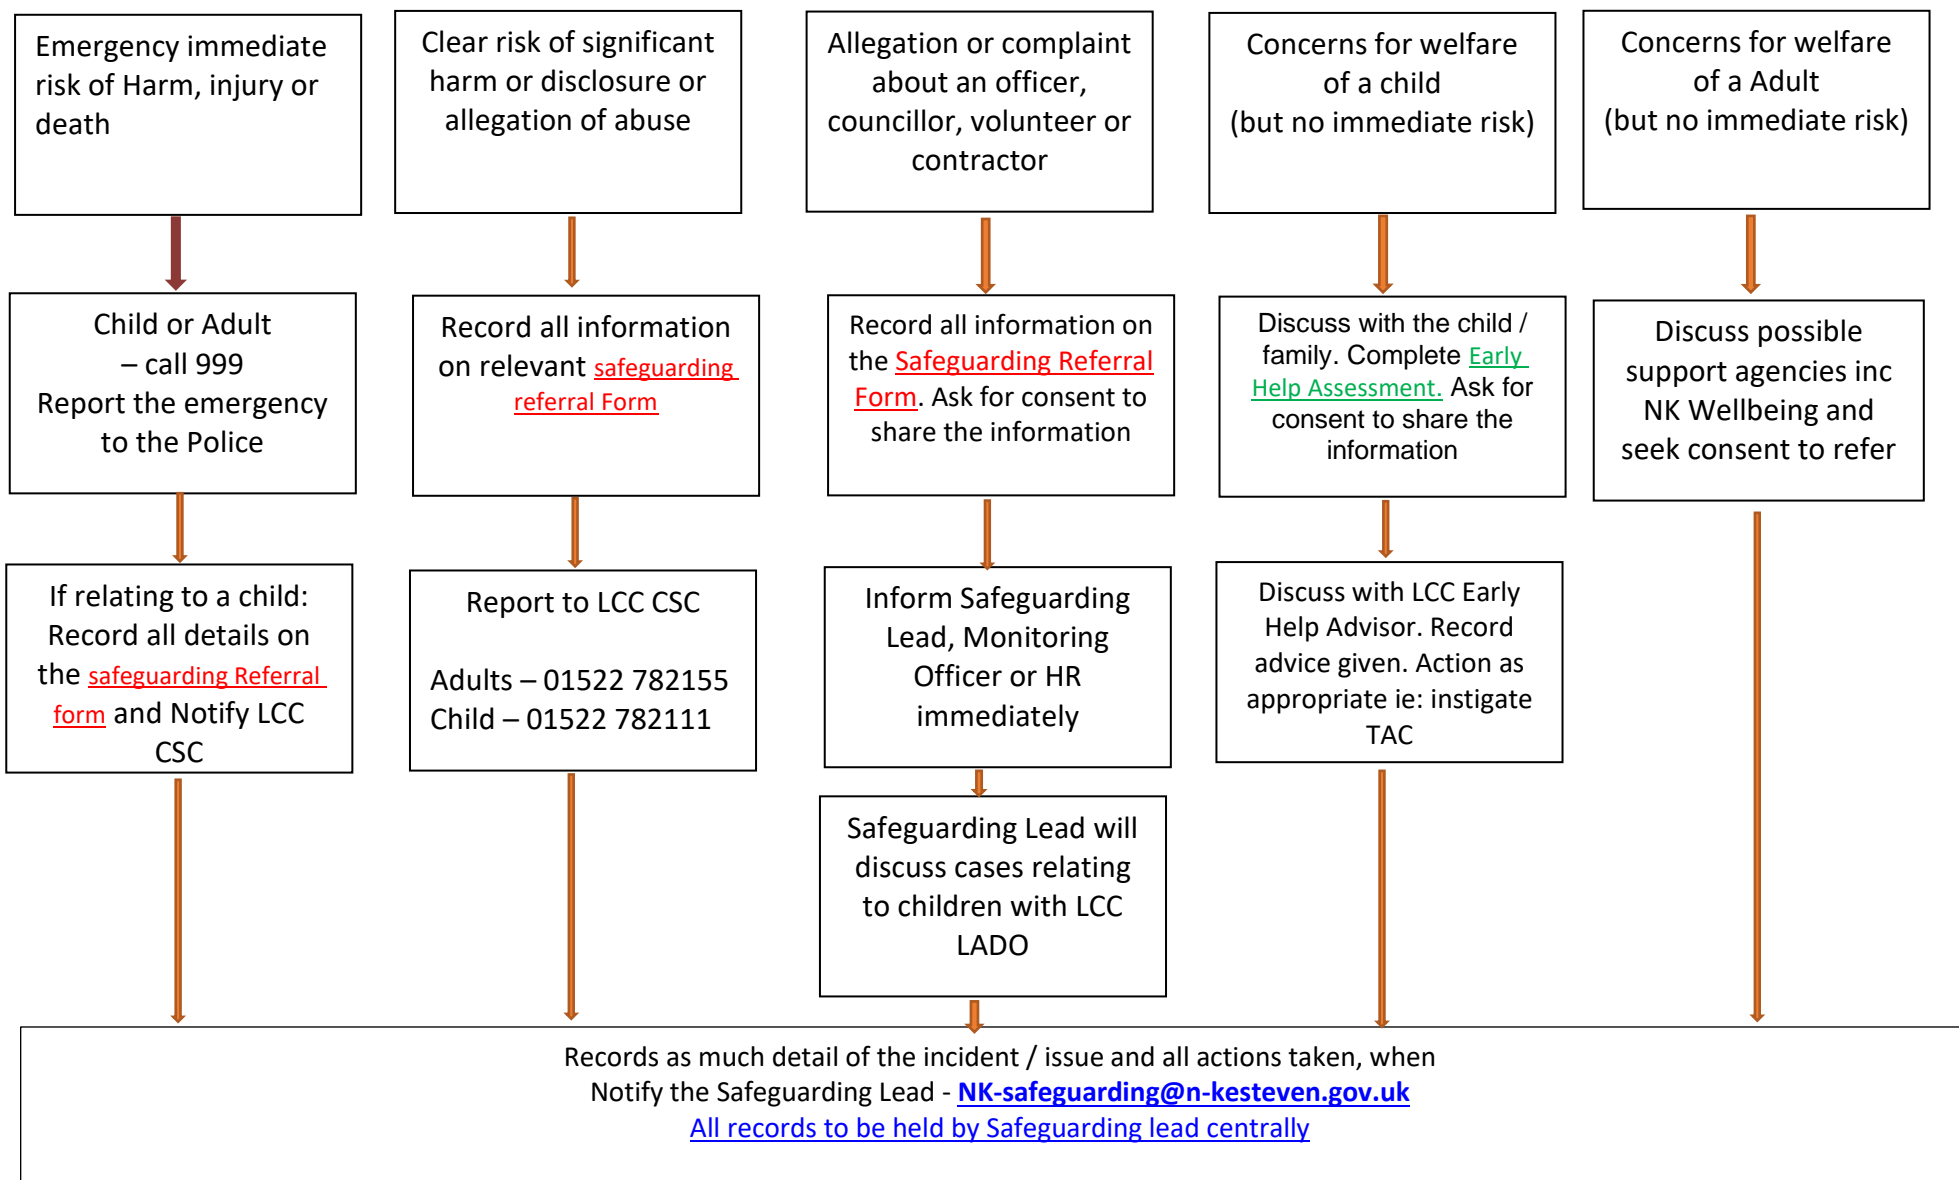 Emergency immediate
risk of Harm, injury or
death
Clear risk of significant
harm or disclosure or
allegation of abuse
Allegation or complaint
about an officer,
councillor, volunteer or
contractor
Concerns for welfare
of a child
(but no immediate risk)
Concerns for welfare
of a Adult
(but no immediate risk)
Child or Adult
– call 999
Report the emergency
to the Police
Record all information
on relevant safeguarding
referral Form
Record all information on
the Safeguarding Referral
Form. Ask for consent to
share the information
Discuss with the child /
family. Complete Early
Help Assessment. Ask for
consent to share the
information
Discuss possible
support agencies inc
NK Wellbeing and
seek consent to refer
If relating to a child:
Record all details on
the safeguarding Referral
form and Notify LCC
CSC
Report to LCC CSC
Adults – 01522 782155
Child – 01522 782111
Inform Safeguarding
Lead, Monitoring
Officer or HR
immediately
Discuss with LCC Early
Help Advisor. Record
advice given. Action as
appropriate ie: instigate
TAC
Safeguarding Lead will
discuss cases relating
to children with LCC
LADO
Records as much detail of the incident / issue and all actions taken, when
Notify the Safeguarding Lead - NK-safeguarding@n-kesteven.gov.uk
All records to be held by Safeguarding lead centrally